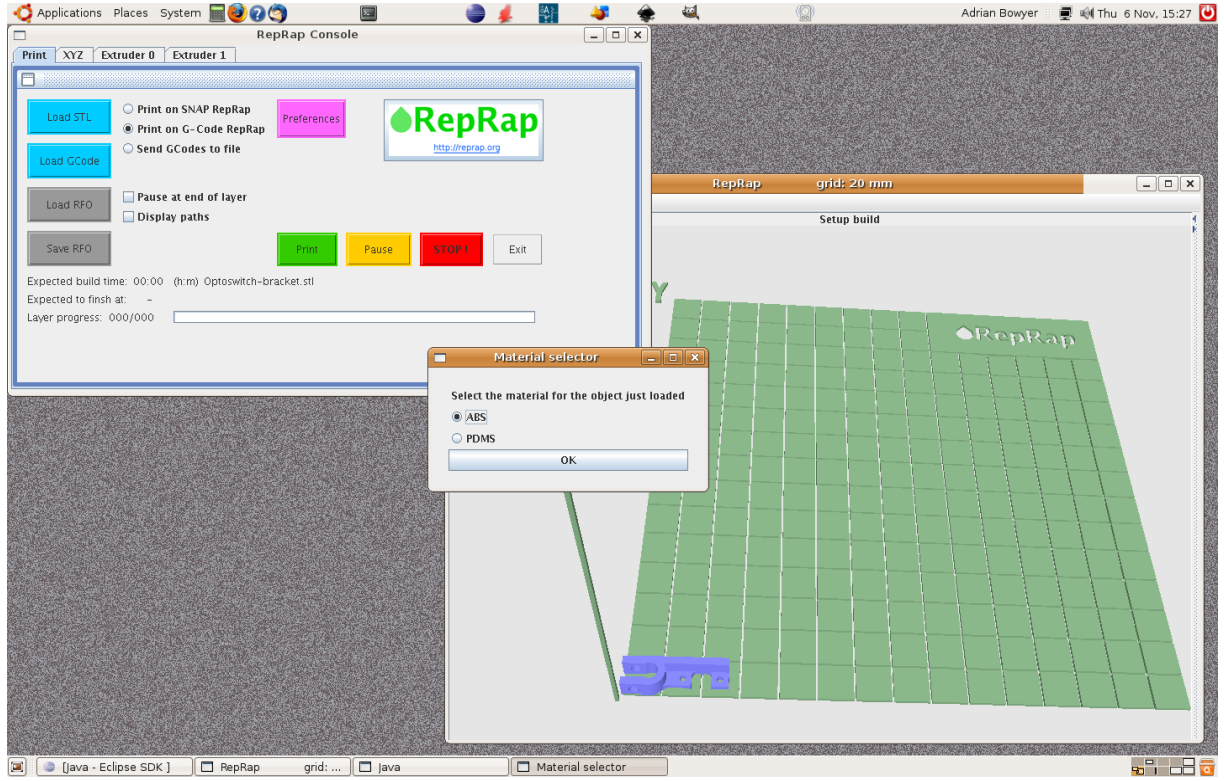 Applications Places System
Adrian Bowyer
Thu 6 Nov, 15:27
RepRap Console
Print XYZ Extruder 0 Extruder 1
Load STL
Print on SNAP RepRap
Print on G-Code RepRap
Send GCodes to file
Preferences
RepRap
http://reprap.org
Load GCode
Load RFO
Pause at end of layer
Display paths
Save RFO
Print
Pause
STOP !
Exit
Expected build time: 00:00 (h:m) Optoswitch-bracket.stl
Expected to finsh at: -
Layer progress: 000/000
RepRap grid: 20 mm
Setup build
Y
RepRap
Material selector
Select the material for the object just loaded
ABS
PDMS
OK
[Java - Eclipse SDK ]
RepRap grid: ...
Java
Material selector